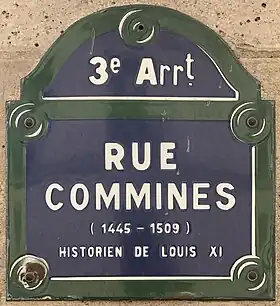 3e Arrt.
RUE
COMMINES
( 1445 - 1509 )
HISTORIEN DE LOUIS XI